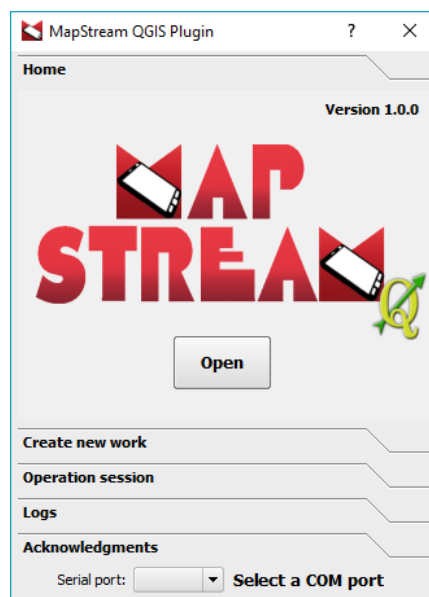 MapStream QGIS Plugin ?
Home
Version 1.0.0
MAP
STREAM
Q
Open
Create new work
Operation session
Logs
Acknowledgments
Serial port: Select a COM port